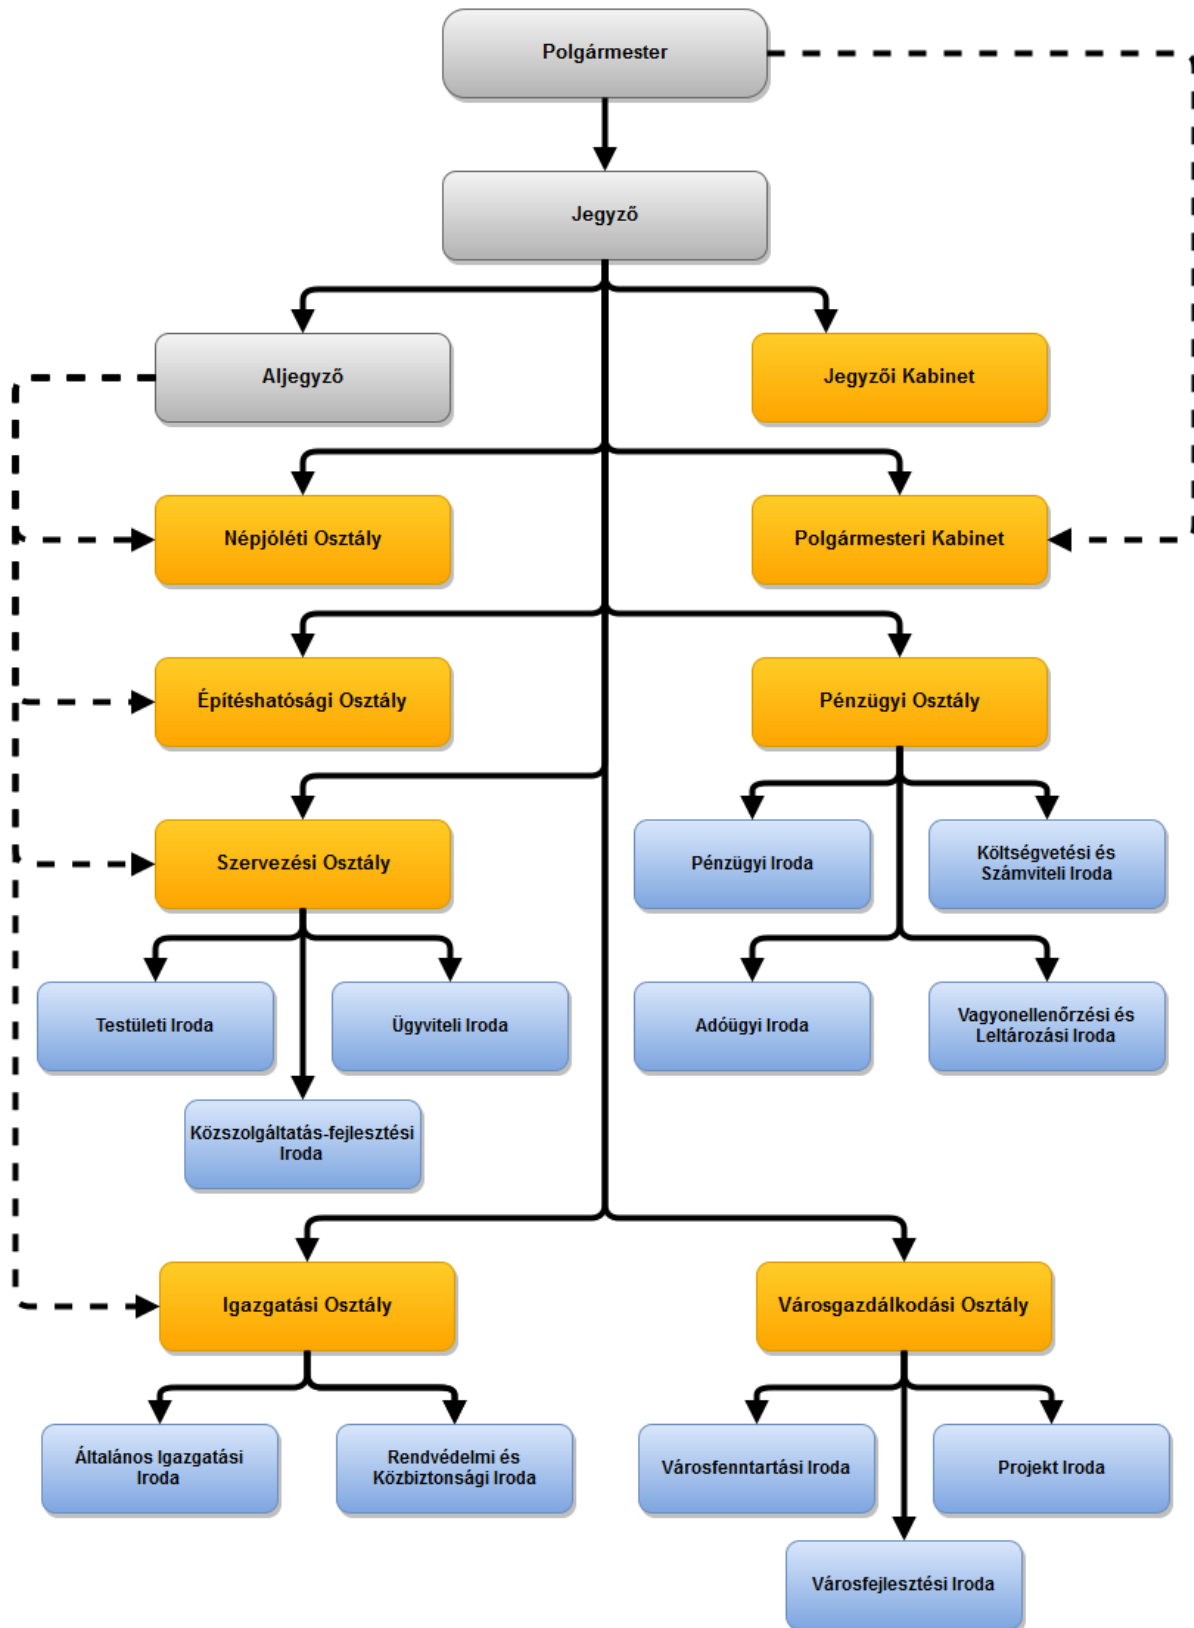 Polgármester
Jegyző
Aljegyző
Jegyzői Kabinet
Népjóléti Osztály
Polgármesteri Kabinet
Építéshatósági Osztály
Pénzügyi Osztály
Szervezési Osztály
Pénzügyi Iroda
Költségvetési és
Számviteli Iroda
Testületi Iroda
Ügyviteli Iroda
Adóügyi Iroda
Vagyonellenőrzési és
Leltározási Iroda
Közszolgáltatás-fejlesztési
Iroda
Igazgatási Osztály
Városgazdálkodási Osztály
Általános Igazgatási
Iroda
Rendvédelmi és
Közbiztonsági Iroda
Városfenntartási Iroda
Projekt Iroda
Városfejlesztési Iroda